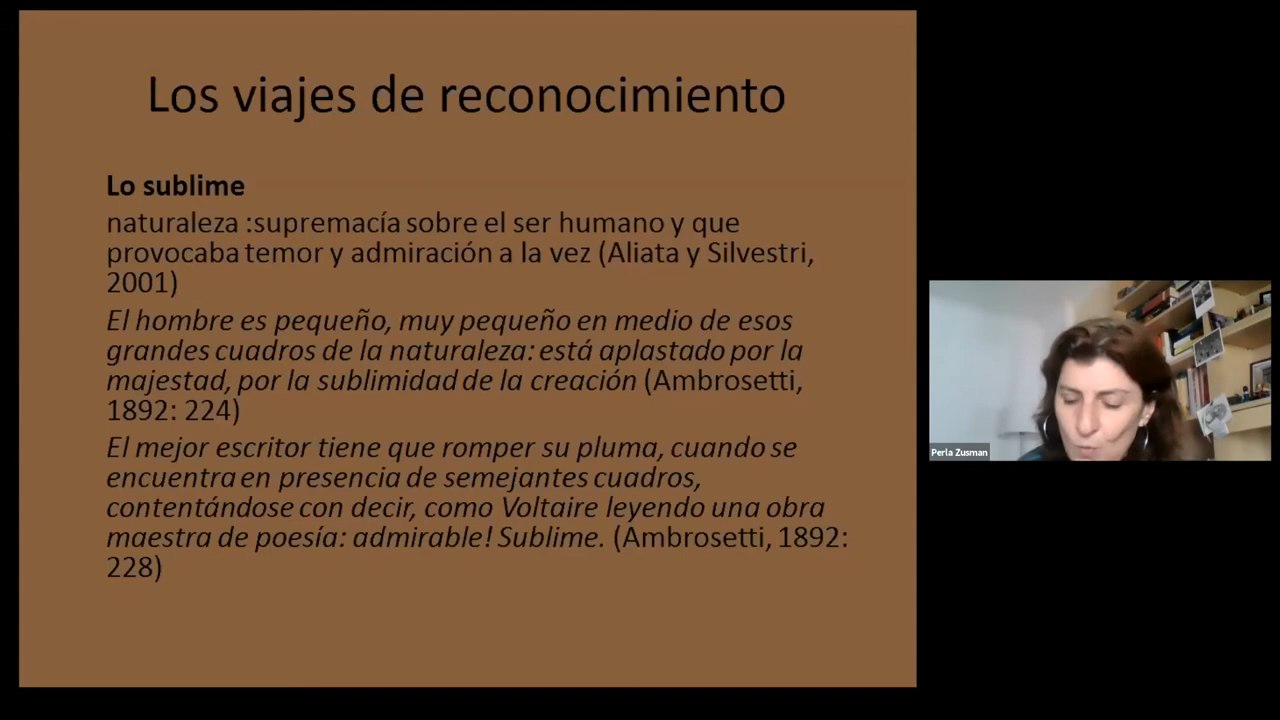 Los viajes de reconocimiento
Lo sublime
naturaleza :supremacía sobre el ser humano y que
provocaba temor y admiración a la vez (Aliata y Silvestri,
2001)
El hombre es pequeño, muy pequeño en medio de esos
grandes cuadros de la naturaleza: está aplastado por la
majestad, por la sublimidad de la creación (Ambrosetti,
1892: 224)
El mejor escritor tiene que romper su pluma, cuando se
encuentra en presencia de semejantes cuadros,
contentándose con decir, como Voltaire leyendo una obra
maestra de poesía: admirable! Sublime. (Ambrosetti, 1892:
228)
Perla Zusman